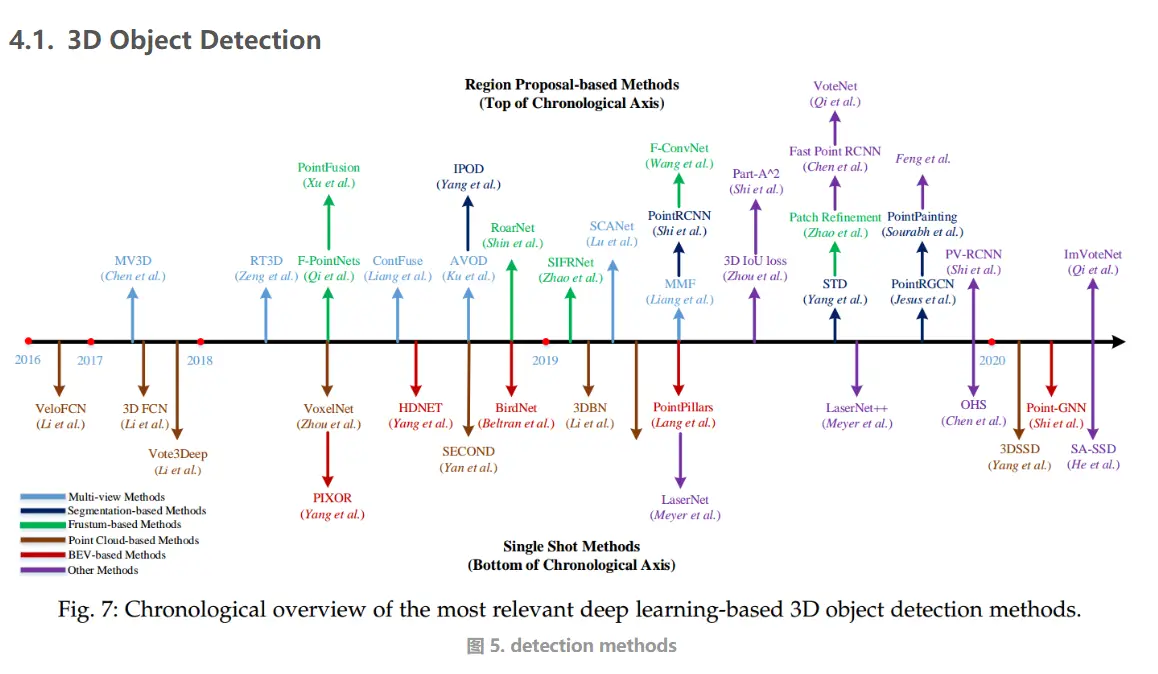 4.1. 3D Object Detection
Region Proposal-based Methods
(Top of Chronological Axis)
VoteNet
(Qi et al.)
F-ConvNet
(Wang et al.)
Fast Point RCNN
(Chen et al.)
Feng et al.
PointFusion
(Xu et al.)
IPOD
(Yang et al.)
Part-A^2
(Shi et al.)
RoarNet
(Shin et al.)
SCANet
(Lu et al.)
PointRCNN
(Shi et al.)
Patch Refinement
(Zhao et al.)
PointPainting
(Sourabh et al.)
MV3D
(Chen et al.)
RT3D
(Zeng et al.)
F-PointNets
(Qi et al.)
ContFuse
(Liang et al.)
AVOD
(Ku et al.)
SIFRNet
(Zhao et al.)
MMF
(Liang et al.)
3D IoU loss
(Zhou et al.)
STD
(Yang et al.)
PointRGCN
(Jesus et al.)
PV-RCNN
(Shi et al.)
ImVoteNet
(Qi et al.)
2016
2017
2018
2019
2020
VeloFCN
(Li et al.)
3D FCN
(Li et al.)
Vote3Deep
(Li et al.)
VoxelNet
(Zhou et al.)
HDNET
(Yang et al.)
SECOND
(Yan et al.)
BirdNet
(Beltran et al.)
3DBN
(Li et al.)
PointPillars
(Lang et al.)
LaserNet++
(Meyer et al.)
OHS
(Chen et al.)
3DSSD
(Yang et al.)
Point-GNN
(Shi et al.)
SA-SSD
(He et al.)
PIXOR
(Yang et al.)
LaserNet
(Meyer et al.)
Multi-view Methods
Segmentation-based Methods
Frustum-based Methods
Point Cloud-based Methods
BEV-based Methods
Other Methods
Single Shot Methods
(Bottom of Chronological Axis)
Fig. 7: Chronological overview of the most relevant deep learning-based 3D object detection methods.
图 5. detection methods